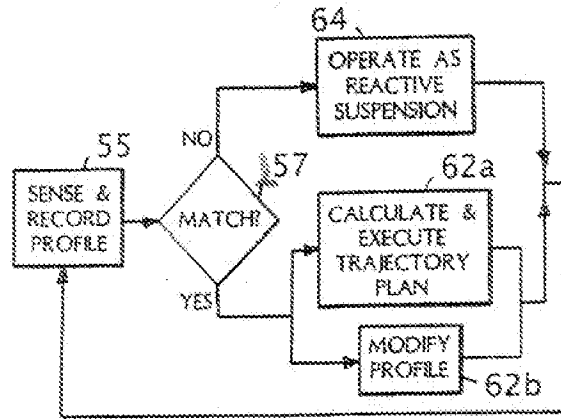 64
OPERATE AS
REACTIVE
SUSPENSION
55
SENSE &
RECORD
PROFILE
NO
57
MATCH?
YES
62a
CALCULATE &
EXECUTE
TRAJECTORY
PLAN
MODIFY
PROFILE
62b